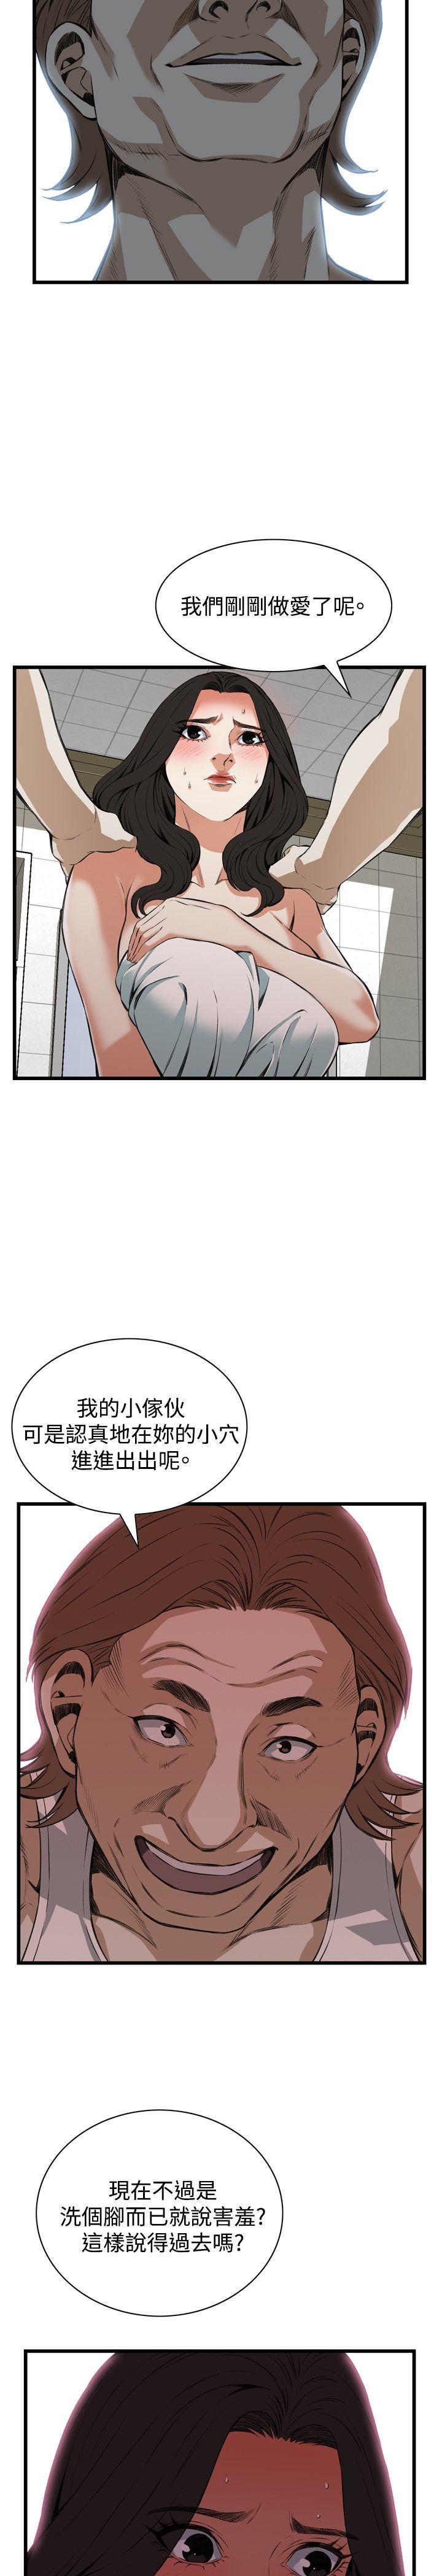 我們剛剛做愛了呢。
我的小傢伙
可是認真地在妳的小穴
進進出出呢。
現在不過是
洗個腳而已就說害羞?
這樣說得過去嗎?